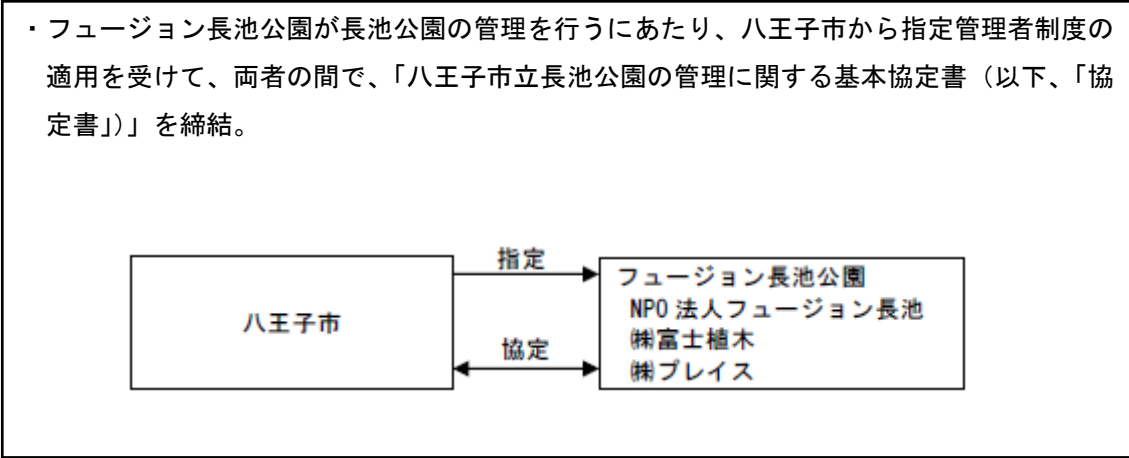 ・フュージョン長池公園が長池公園の管理を行うにあたり、八王子市から指定管理者制度の
適用を受けて、両者の間で、「八王子市立長池公園の管理に関する基本協定書（以下、「協
定書」）」を締結。
指定
八王子市
協定
フュージョン長池公園
NPO 法人フュージョン長池
㈱富士植木
㈱プレイス